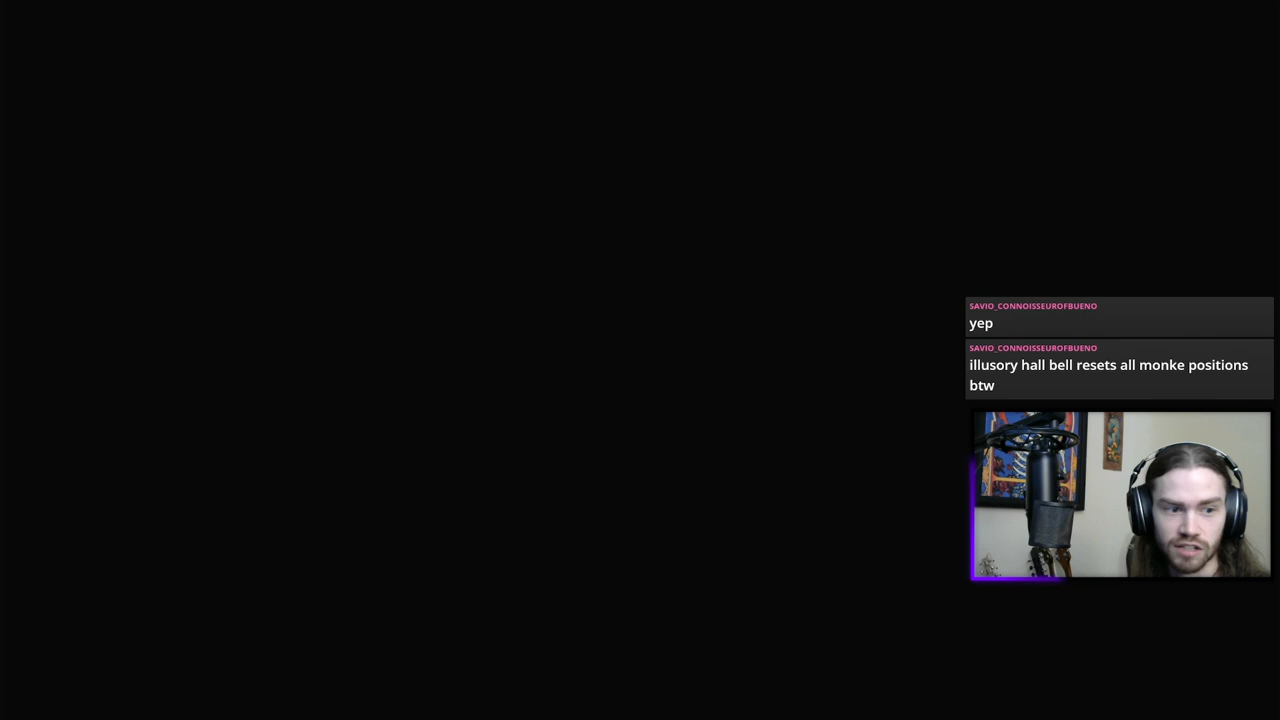 SAVIO_CONNOISSEUROFBUENO
yep
SAVIO_CONNOISSEUROFBUENO
illusory hall bell resets all monke positions
btw